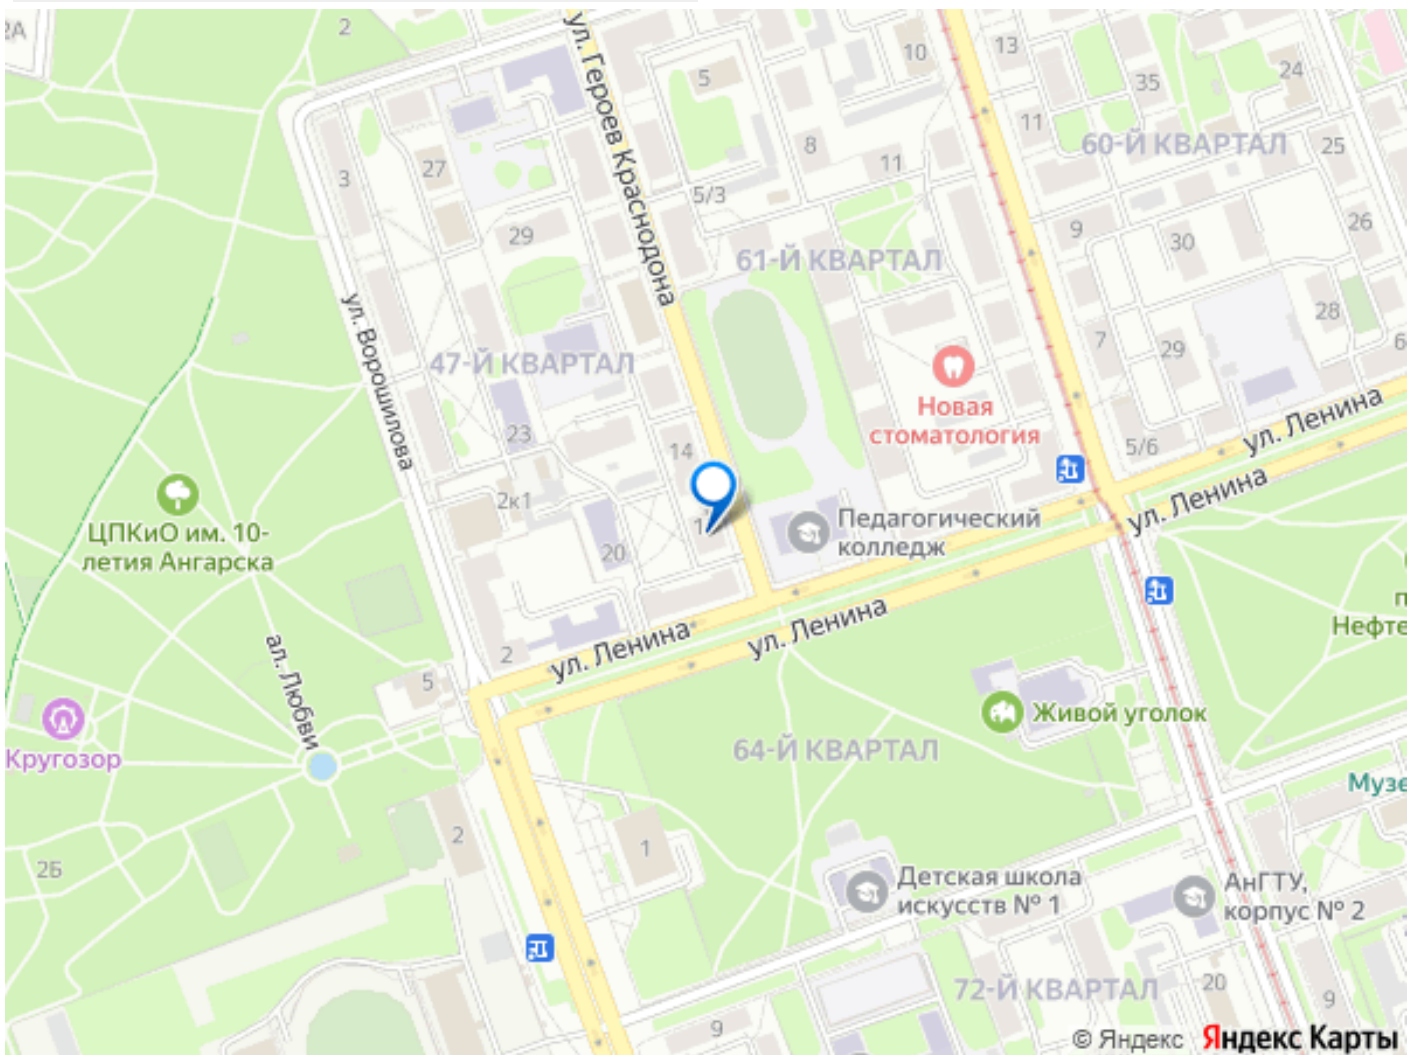 2А
2
ул. Героев Краснодона
5
10
13
35
24
11
60-Й КВАРТАЛ
25
3
27
8
11
5/3
29
9
30
26
61-Й КВАРТАЛ
ул. Ворошилова
47-Й КВАРТАЛ
28
7
29
Новая
стоматология
ул. Ленина
23
14
5/6
2к1
ул. Ленина
ЦПКиО им. 10-
летия Ангарска
20
Педагогический
колледж
ал. Любви
ул. Ленина
ул. Ленина
Нефте
2
5
Кругозор
Живой уголок
64-Й КВАРТАЛ
Музе
2
1
2Б
Детская школа
искусств № 1
АнГТУ,
корпус № 2
72-Й КВАРТАЛ
20
9
9
© Яндекс Яндекс Карты